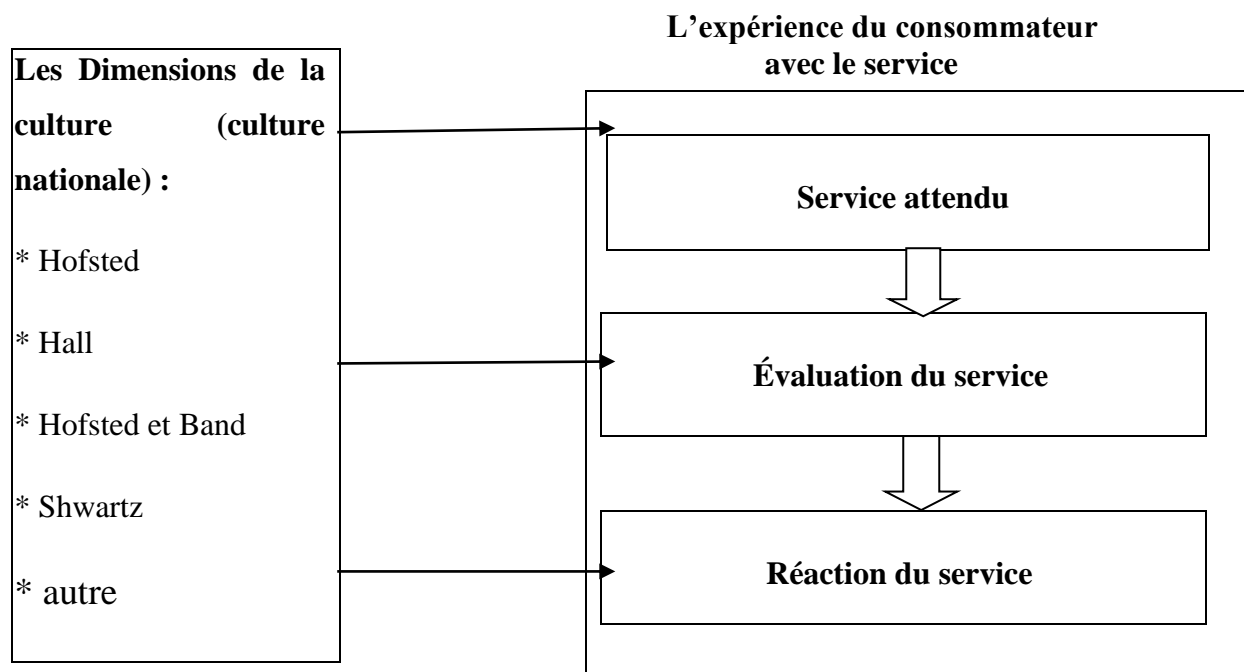 L’expérience du consommateur
avec le service
Les Dimensions de la
culture (culture
nationale) :
* Hofsted
* Hall
* Hofsted et Band
* Shwartz
* autre
Service attendu
Évaluation du service
Réaction du service